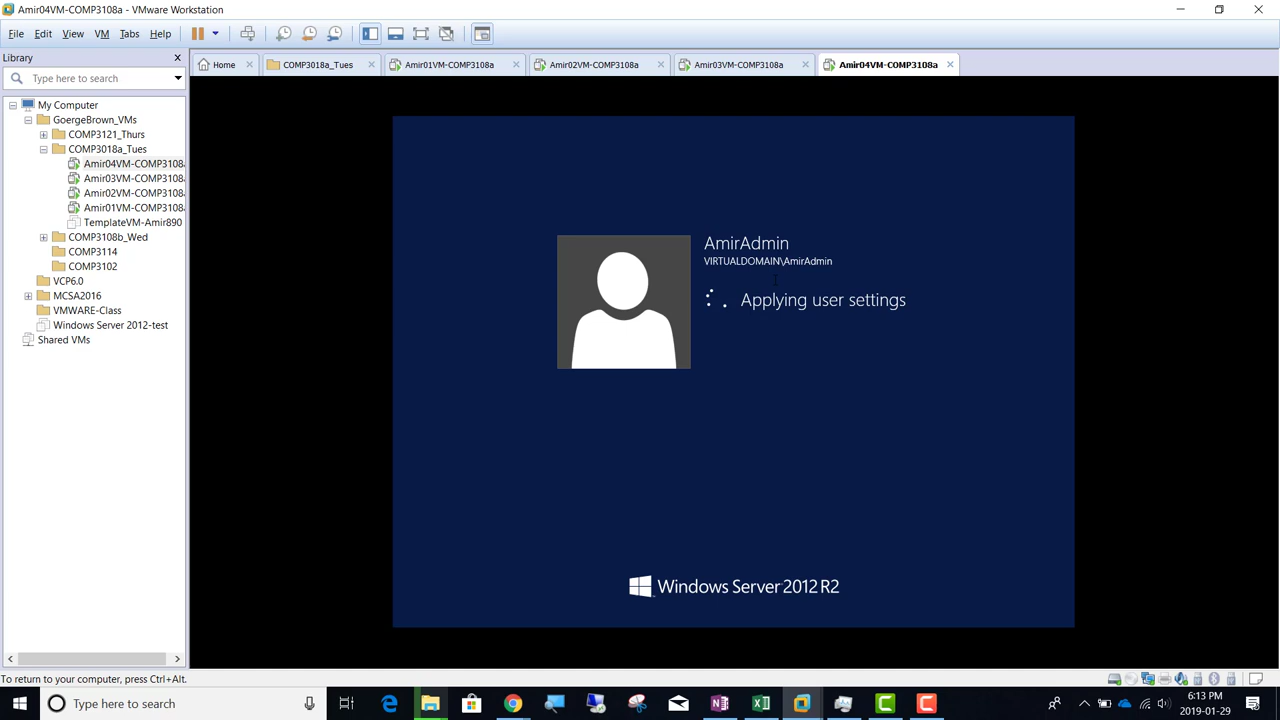 Amir04VM-COMP3108a - VMware Workstation
File Edit View VM Tabs Help
Library
Type here to search
My Computer
GoergeBrown_VMs
COMP3121_Thurs
COMP3018a_Tues
Amir04VM-COMP3108a
Amir03VM-COMP3108a
Amir02VM-COMP3108a
Amir01VM-COMP3108a
TemplateVM-Amir890
COMP3108b_Wed
COMP3114
COMP3102
VCP6.0
MCSA2016
VMWARE-Class
Windows Server 2012-test
Shared VMs
Home COMP3018a_Tues Amir01VM-COMP3108a Amir02VM-COMP3108a Amir03VM-COMP3108a Amir04VM-COMP3108a
AmirAdmin
VIRTUALDOMAIN\AmirAdmin
Applying user settings
Windows Server 2012 R2
To return to your computer, press Ctrl+Alt.
Type here to search
6:13 PM
2019-01-29